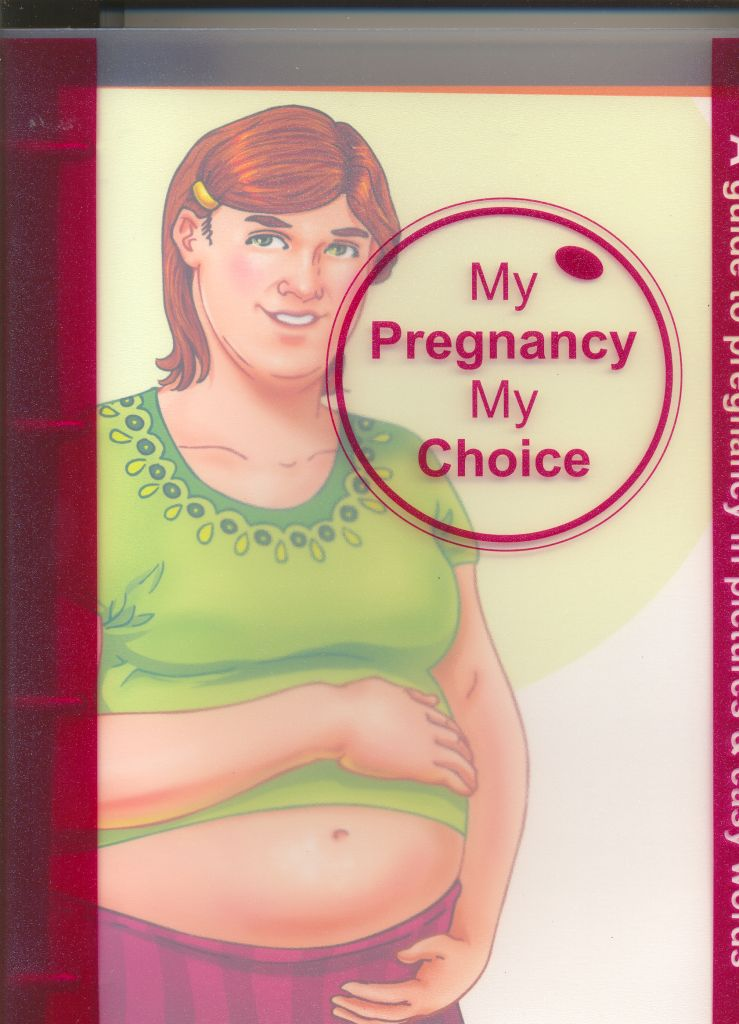 My
Pregnancy
My
Choice
A guide to pregnancy in pictures & easy words